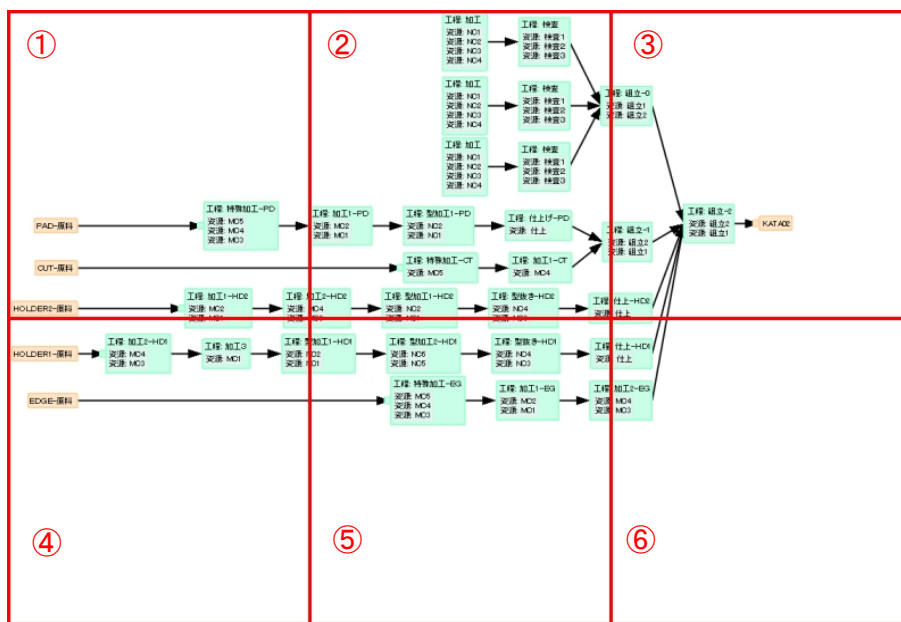 ①
②
③
工程: 加工
資源: NC1
資源: NC2
資源: NC3
資源: NC4
工程: 検査
資源: 検査1
資源: 検査2
資源: 検査3
工程: 加工
資源: NC1
資源: NC2
資源: NC3
資源: NC4
工程: 検査
資源: 検査1
資源: 検査2
資源: 検査3
工程: 組立-0
資源: 組立1
資源: 組立2
工程: 加工
資源: NC1
資源: NC2
資源: NC3
資源: NC4
工程: 検査
資源: 検査1
資源: 検査2
資源: 検査3
PAD-原料
工程: 特殊加工-PD
資源: MC5
資源: MC4
資源: MC3
工程: 加工1-PD
資源: MC2
資源: MC1
工程: 型加工1-PD
資源: NC2
資源: NC1
工程: 仕上げ-PD
資源: 仕上
工程: 組立-1
資源: 組立2
資源: 組立1
工程: 組立-2
資源: 組立2
資源: 組立1
KATA02
CUT-原料
工程: 特殊加工-CT
資源: MC5
工程: 加工1-CT
資源: MC4
HOLDER2-原料
工程: 加工1-HD2
資源: MC2
工程: 加工2-HD2
資源: MC4
工程: 型加工1-HD2
資源: NC2
工程: 型抜き-HD2
資源: NC4
工程: 仕上-HD2
資源: 仕上
HOLDER1-原料
工程: 加工2-HD1
資源: MC4
資源: MC3
工程: 加工3
資源: MC1
工程: 型加工1-HD1
資源: NC2
資源: NC1
工程: 型加工2-HD1
資源: NC6
資源: NC5
工程: 型抜き-HD1
資源: NC4
資源: NC3
工程: 仕上-HD1
資源: 仕上
EDGE-原料
工程: 特殊加工-EG
資源: MC5
資源: MC4
資源: MC3
工程: 加工1-EG
資源: MC2
資源: MC1
工程: 加工2-EG
資源: MC4
資源: MC3
④
⑤
⑥